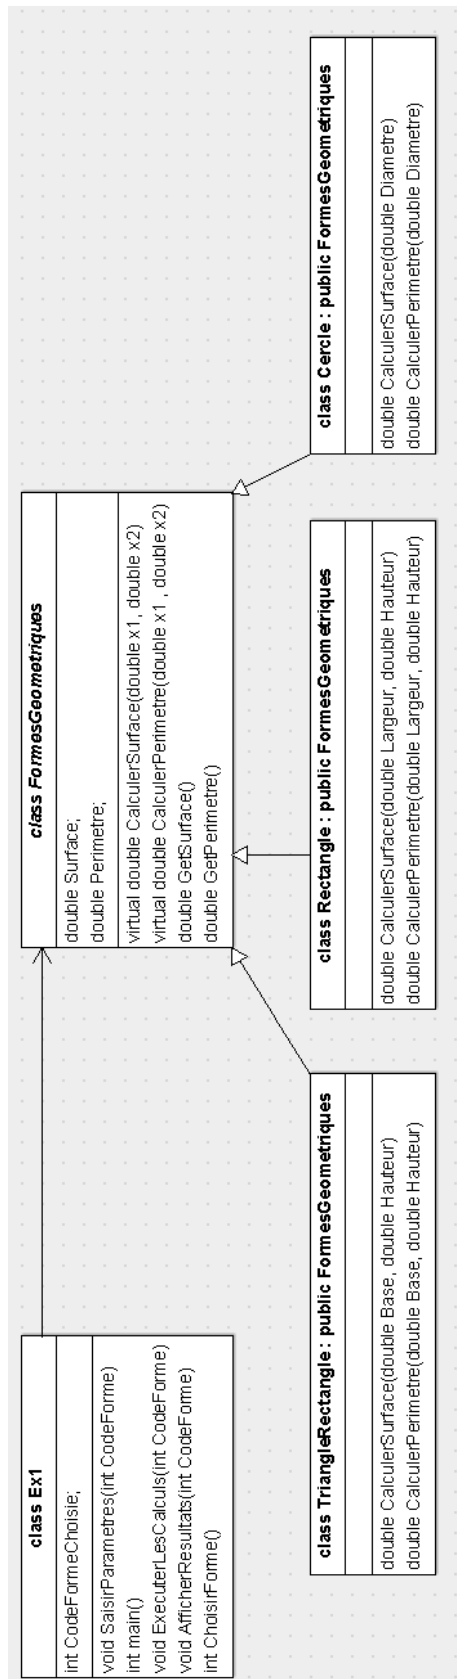 class Ex1
int CodeFormeChoisie;
void SaisirParametres(int CodeForme)
int main()
void ExecuterLesCalculs(int CodeForme)
void AfficherResultats(int CodeForme)
int ChoisirForme()
class FormesGeometriques
double Surface;
double Perimetre;
virtual double CalculerSurface(double x1, double x2)
virtual double CalculerPerimetre(double x1 , double x2)
double GetSurface()
double GetPerimetre()
class TriangleRectangle : public FormesGeometriques
double CalculerSurface(double Base, double Hauteur)
double CalculerPerimetre(double Base, double Hauteur)
class Rectangle : public FormesGeometriques
double CalculerSurface(double Largeur, double Hauteur)
double CalculerPerimetre(double Largeur, double Hauteur)
class Cercle : public FormesGeometriques
double CalculerSurface(double Diametre)
double CalculerPerimetre(double Diametre)